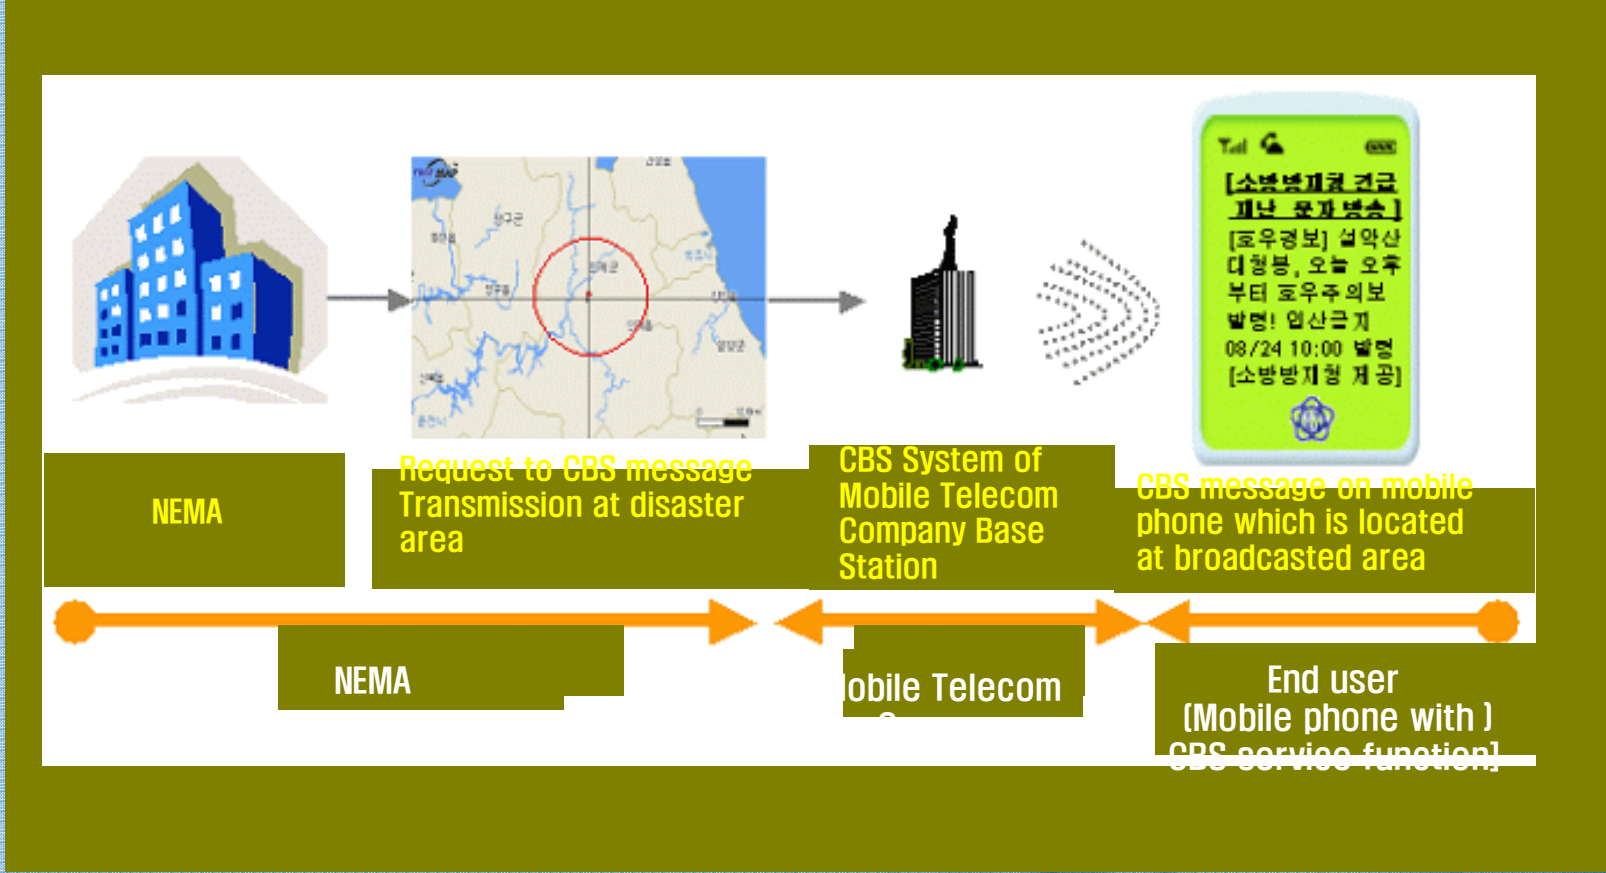 [소방방재청 긴급
재난 문자방송]
[호우경보] 설악산
대청봉, 오늘 오후
부터 호우주의보
발령! 입산금지
08/24 10:00 발령
[소방방재청 제공]
NEMA
Request to CBS message
Transmission at disaster
area
CBS System of
Mobile Telecom
Company Base
Station
CBS message on mobile
phone which is located
at broadcasted area
NEMA
Mobile Telecom
End user
(Mobile phone with )
CBS service function]